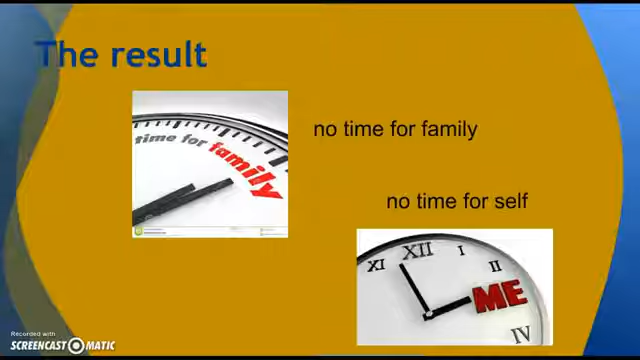 The result
time for family
no time for family
no time for self
XI XII I II
ME
IV
Recorded with
SCREENCAST MATIC